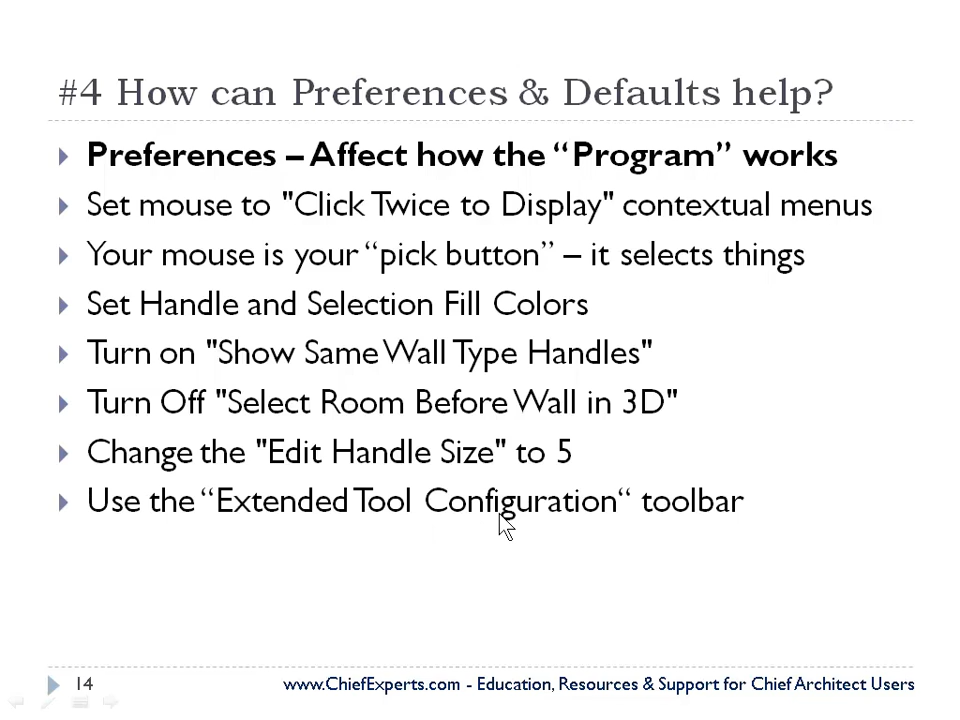 #4 How can Preferences & Defaults help?
Preferences – Affect how the “Program” works
Set mouse to "Click Twice to Display" contextual menus
Your mouse is your “pick button” – it selects things
Set Handle and Selection Fill Colors
Turn on "Show Same Wall Type Handles"
Turn Off "Select Room Before Wall in 3D"
Change the "Edit Handle Size" to 5
Use the “Extended Tool Configuration“ toolbar
14
www.ChiefExperts.com - Education, Resources & Support for Chief Architect Users